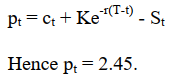 pₜ = cₜ + Ke⁻ʳ⁽ᵀ⁻ᵗ⁾ - Sₜ
Hence pₜ = 2.45.